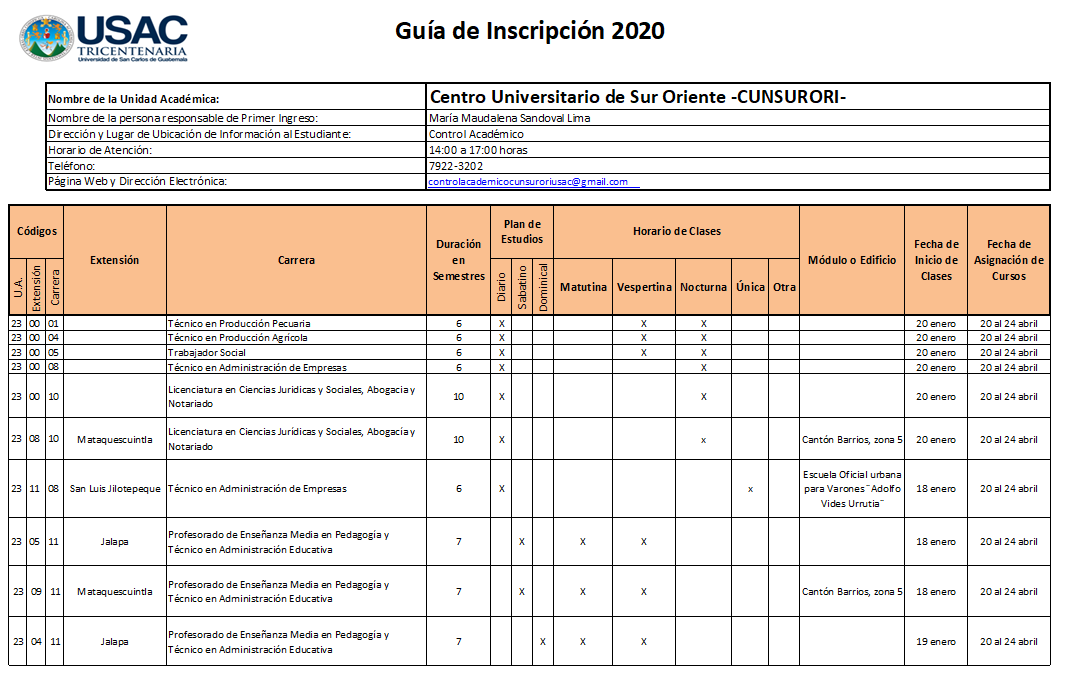 USAC
TRICENTENARIA
Universidad de San Carlos de Guatemala
Guía de Inscripción 2020
Nombre de la Unidad Académica: Centro Universitario de Sur Oriente -CUNSURORI-
Nombre de la persona responsable de Primer Ingreso: María Maudalena Sandoval Lima
Dirección y Lugar de Ubicación de Información al Estudiante: Control Académico
Horario de Atención: 14:00 a 17:00 horas
Teléfono: 7922-3202
Página Web y Dirección Electrónica: controlacademicocunsuroriusac@gmail.com
Códigos Extensión Carrera Duración en Semestres Plan de Estudios Horario de Clases Módulo o Edificio Fecha de Inicio de Clases Fecha de Asignación de Cursos
U.A. Extensión Carrera Diario Sabatino Dominical Matutina Vespertina Nocturna Única Otra
23 00 01 Técnico en Producción Pecuaria 6 X X X 20 enero 20 al 24 abril
23 00 04 Técnico en Producción Agrícola 6 X X X 20 enero 20 al 24 abril
23 00 05 Trabajador Social 6 X X X 20 enero 20 al 24 abril
23 00 08 Técnico en Administración de Empresas 6 X X 20 enero 20 al 24 abril
23 00 10 Licenciatura en Ciencias Jurídicas y Sociales, Abogacía y Notariado 10 X X 20 enero 20 al 24 abril
23 08 10 Mataquescuintla Licenciatura en Ciencias Jurídicas y Sociales, Abogacía y Notariado 10 X x Cantón Barrios, zona 5 20 enero 20 al 24 abril
23 11 08 San Luis Jilotepeque Técnico en Administración de Empresas 6 X x Escuela Oficial urbana para Varones ¨Adolfo Vides Urrutia¨ 18 enero 20 al 24 abril
23 05 11 Jalapa Profesorado de Enseñanza Media en Pedagogía y Técnico en Administración Educativa 7 X X X 18 enero 20 al 24 abril
23 09 11 Mataquescuintla Profesorado de Enseñanza Media en Pedagogía y Técnico en Administración Educativa 7 X X X Cantón Barrios, zona 5 18 enero 20 al 24 abril
23 04 11 Jalapa Profesorado de Enseñanza Media en Pedagogía y Técnico en Administración Educativa 7 X X X 19 enero 20 al 24 abril